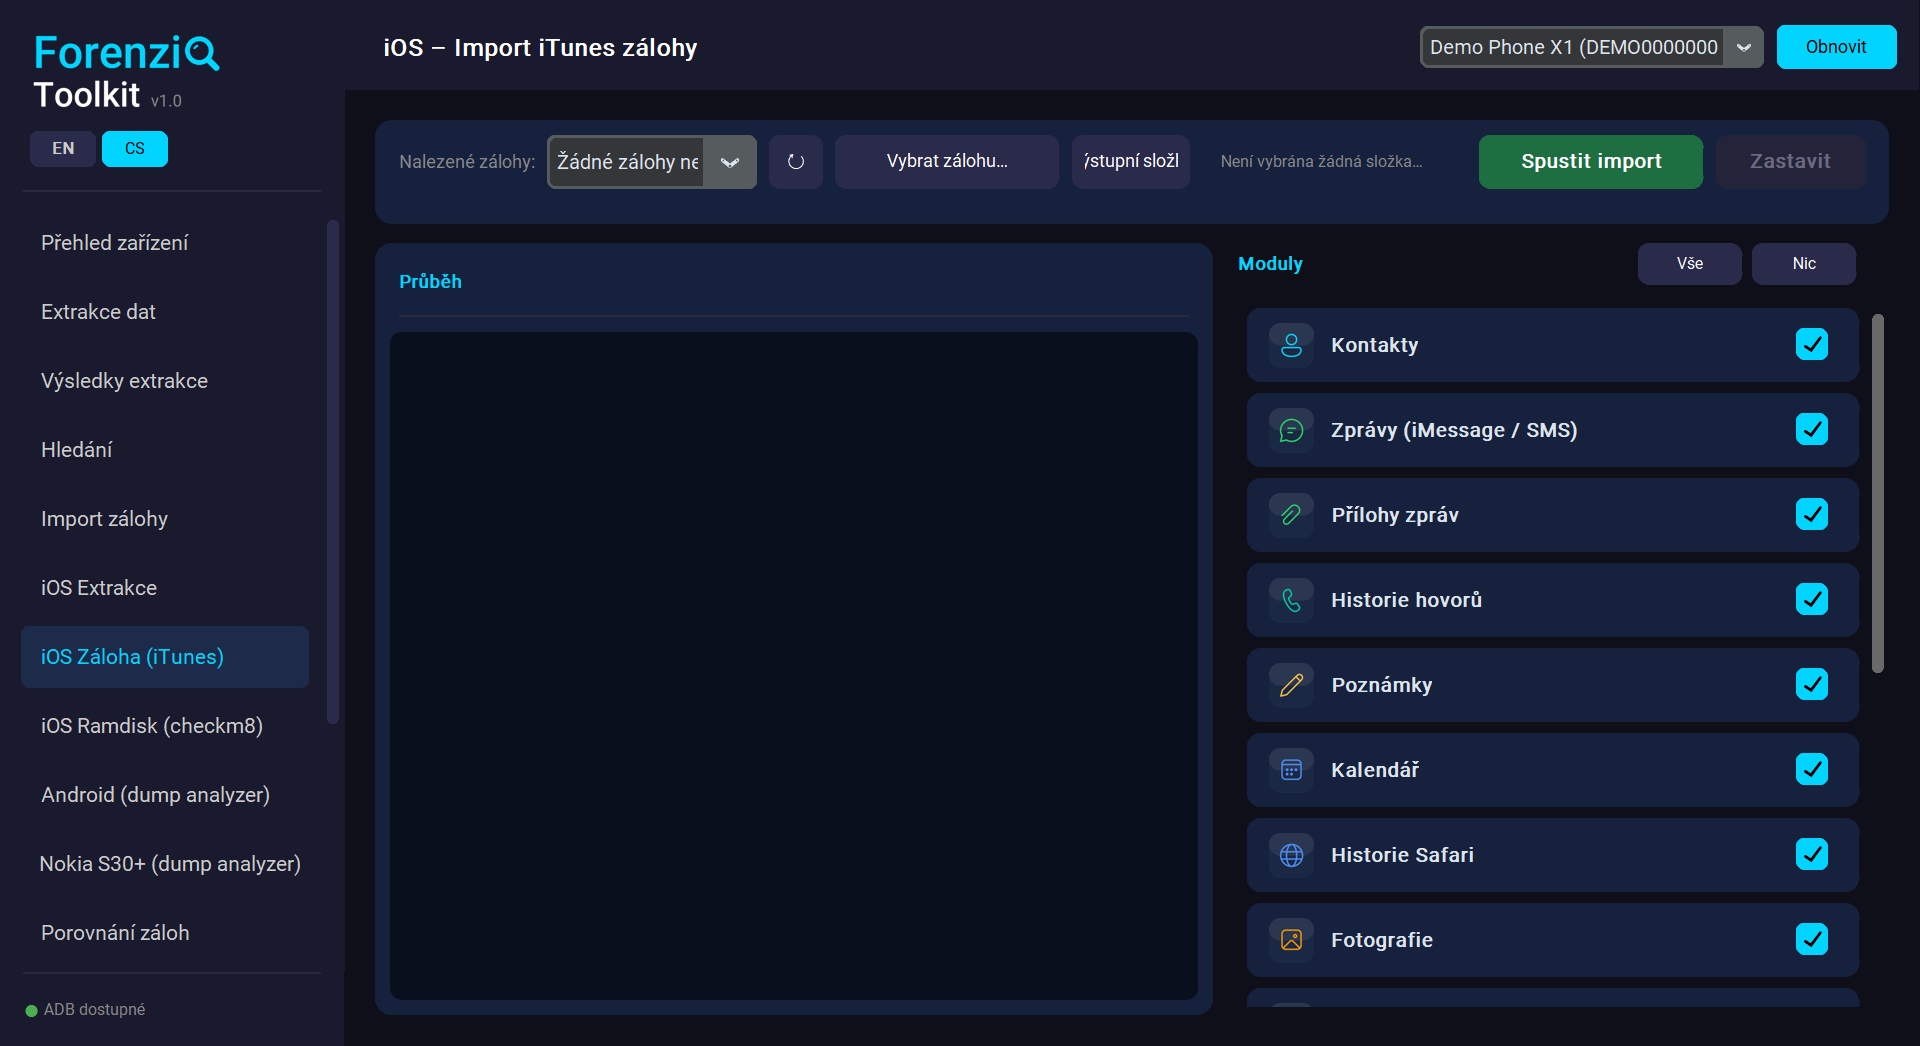 Forenzi
Toolkit v1.0
EN CS
Přehled zařízení
Extrakce dat
Výsledky extrakce
Hledání
Import zálohy
iOS Extrakce
iOS Záloha (iTunes)
iOS Ramdisk (checkm8)
Android (dump analyzer)
Nokia S30+ (dump analyzer)
Porovnání záloh
ADB dostupné
iOS – Import iTunes zálohy
Demo Phone X1 (DEMO0000000
Obnovit
Nalezené zálohy:
Žádné zálohy ne
Vybrat zálohu...
ýstupní slož
Není vybrána žádná složka...
Spustit import
Zastavit
Průběh
Moduly
Vše
Nic
Kontakty
Zprávy (iMessage / SMS)
Přílohy zpráv
Historie hovorů
Poznámky
Kalendář
Historie Safari
Fotografie